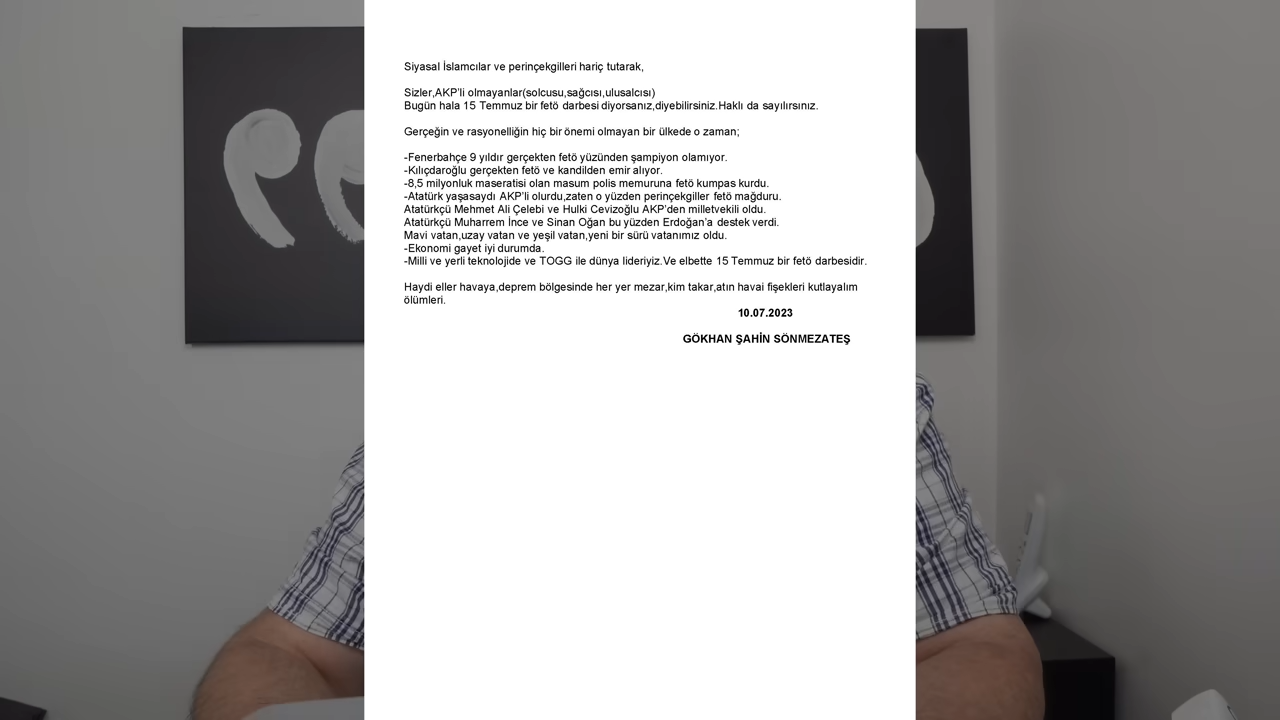 Siyasal İslamcılar ve perinçekgilleri hariç tutarak,
Sizler,AKP'li olmayanlar(solcusu,sağcısı,ulusalcısı)
Bugün hala 15 Temmuz bir fetö darbesi diyorsanız,diyebilirsiniz.Haklı da sayılırsınız.
Gerçeğin ve rasyonelliğin hiç bir önemi olmayan bir ülkede o zaman;
-Fenerbahçe 9 yıldır gerçekten fetö yüzünden şampiyon olamıyor.
-Kılıçdaroğlu gerçekten fetö ve kandilden emir alıyor.
-8,5 milyonluk maseratisi olan masum polis memuruna fetö kumpas kurdu.
-Atatürk yaşasaydı AKP'li olurdu,zaten o yüzden perinçekgiller fetö mağduru.
Atatürkçü Mehmet Ali Çelebi ve Hulki Cevizoğlu AKP'den milletvekili oldu.
Atatürkçü Muharrem İnce ve Sinan Oğan bu yüzden Erdoğan'a destek verdi.
Mavi vatan,uzay vatan ve yeşil vatan,yeni bir sürü vatanımız oldu.
-Ekonomi gayet iyi durumda.
-Milli ve yerli teknolojide ve TOGG ile dünya lideriyiz.Ve elbette 15 Temmuz bir fetö darbesidir.
Haydi eller havaya,deprem bölgesinde her yer mezar,kim takar,atın havai fişekleri kutlayalım
ölümleri.
10.07.2023
GÖKHAN ŞAHİN SÖNMEZATEŞ